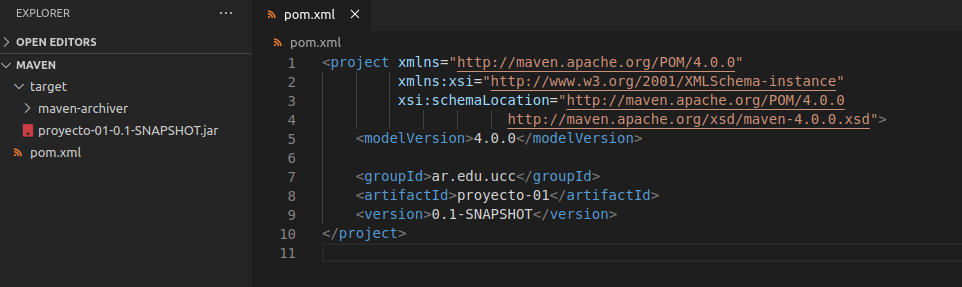 EXPLORER
OPEN EDITORS
MAVEN
target
maven-archiver
proyecto-01-0.1-SNAPSHOT.jar
pom.xml
pom.xml
pom.xml
1 <project xmlns="http://maven.apache.org/POM/4.0.0"
2 xmlns:xsi="http://www.w3.org/2001/XMLSchema-instance"
3 xsi:schemaLocation="http://maven.apache.org/POM/4.0.0
4 http://maven.apache.org/xsd/maven-4.0.0.xsd">
5 <modelVersion>4.0.0</modelVersion>
6
7 <groupId>ar.edu.ucc</groupId>
8 <artifactId>proyecto-01</artifactId>
9 <version>0.1-SNAPSHOT</version>
10 </project>
11